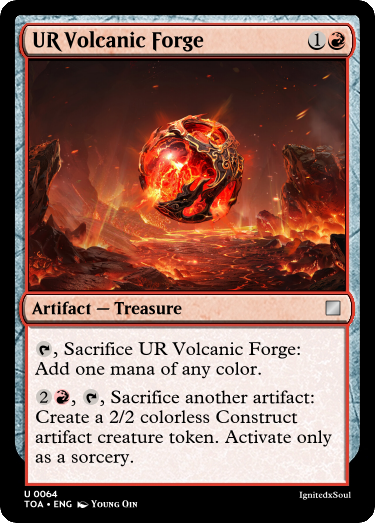 UR Volcanic Forge 1
Artifact — Treasure
, Sacrifice UR Volcanic Forge:
Add one mana of any color.
2 , , Sacrifice another artifact:
Create a 2/2 colorless Construct
artifact creature token. Activate only
as a sorcery.
U 0064
TOA • ENG Young Oin
IgnitedxSoul